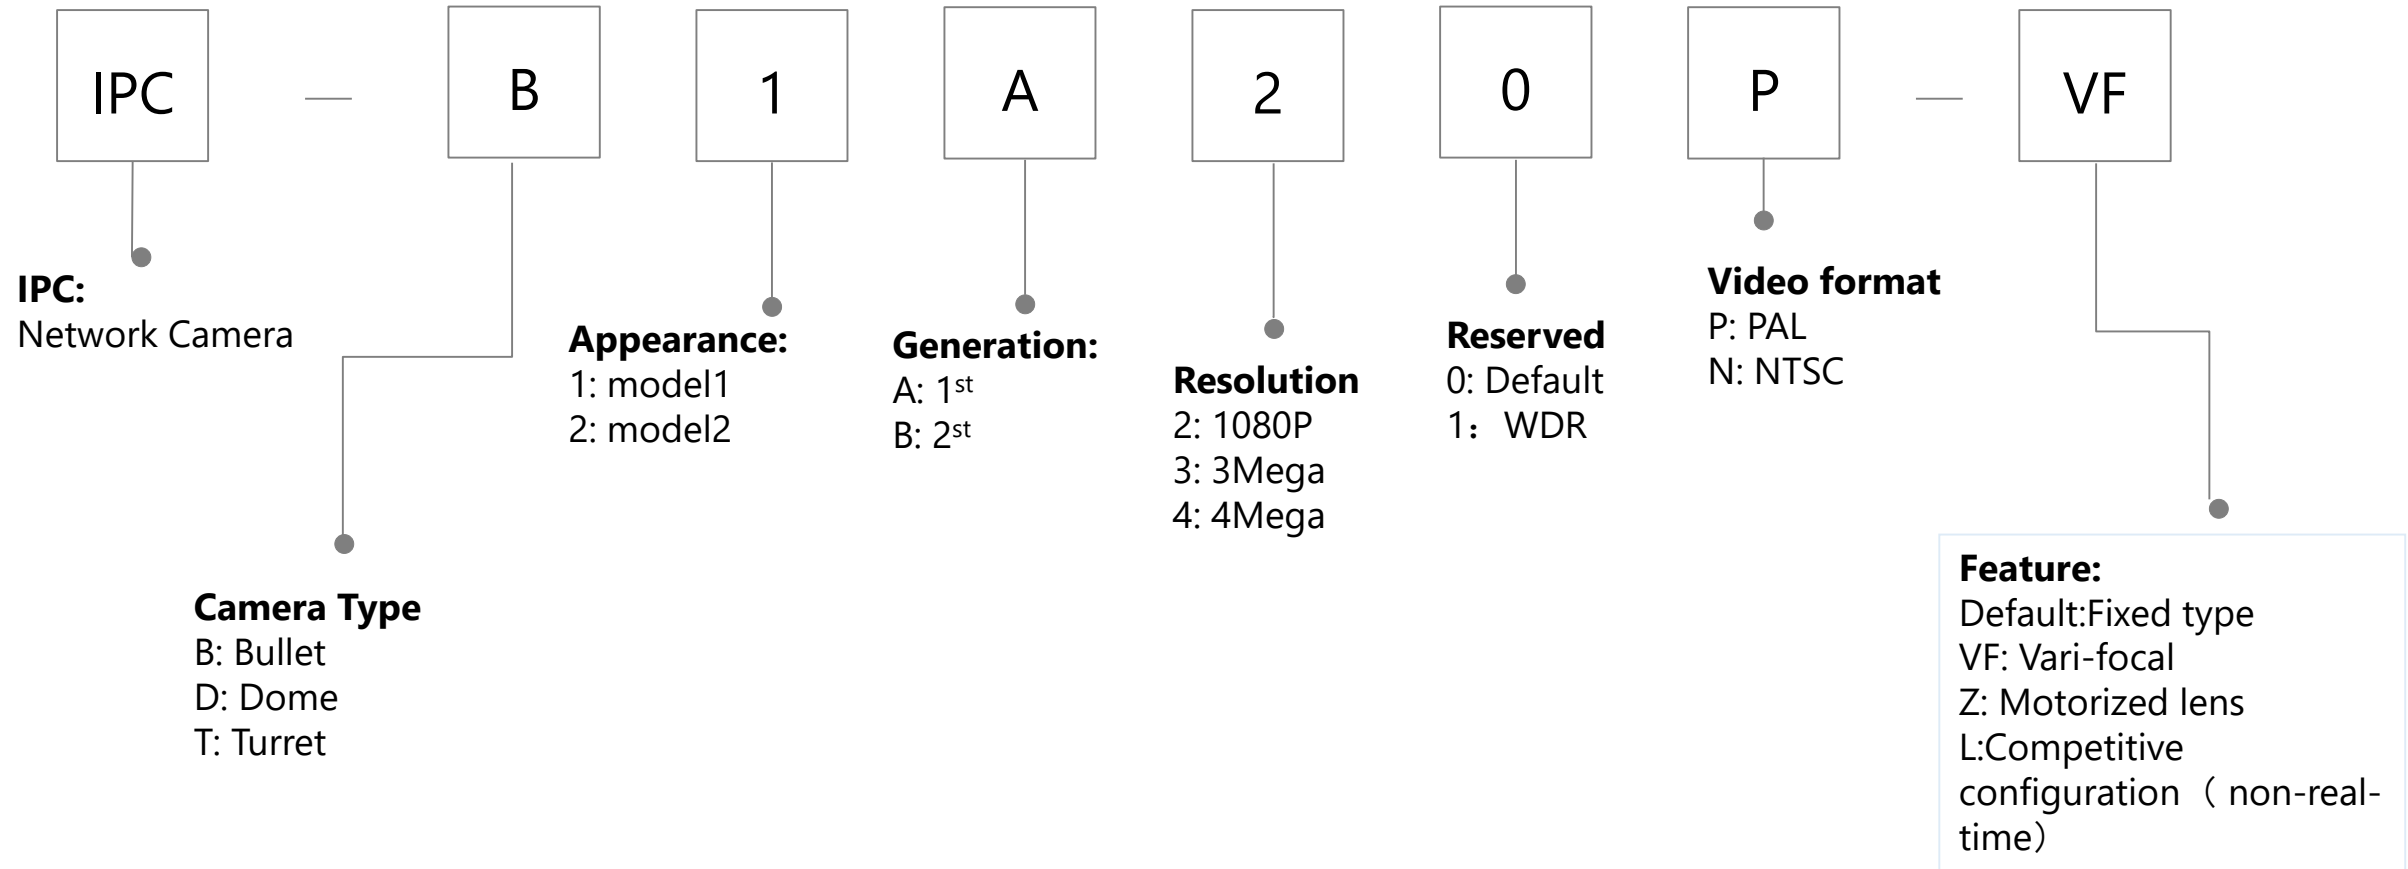 IPC — B 1 A 2 0 P — VF
IPC:
Network Camera
Camera Type
B: Bullet
D: Dome
T: Turret
Appearance:
1: model1
2: model2
Generation:
A: 1st
B: 2st
Resolution
2: 1080P
3: 3Mega
4: 4Mega
Reserved
0: Default
1：WDR
Video format
P: PAL
N: NTSC
Feature:
Default:Fixed type
VF: Vari-focal
Z: Motorized lens
L:Competitive
configuration（ non-real-
time）